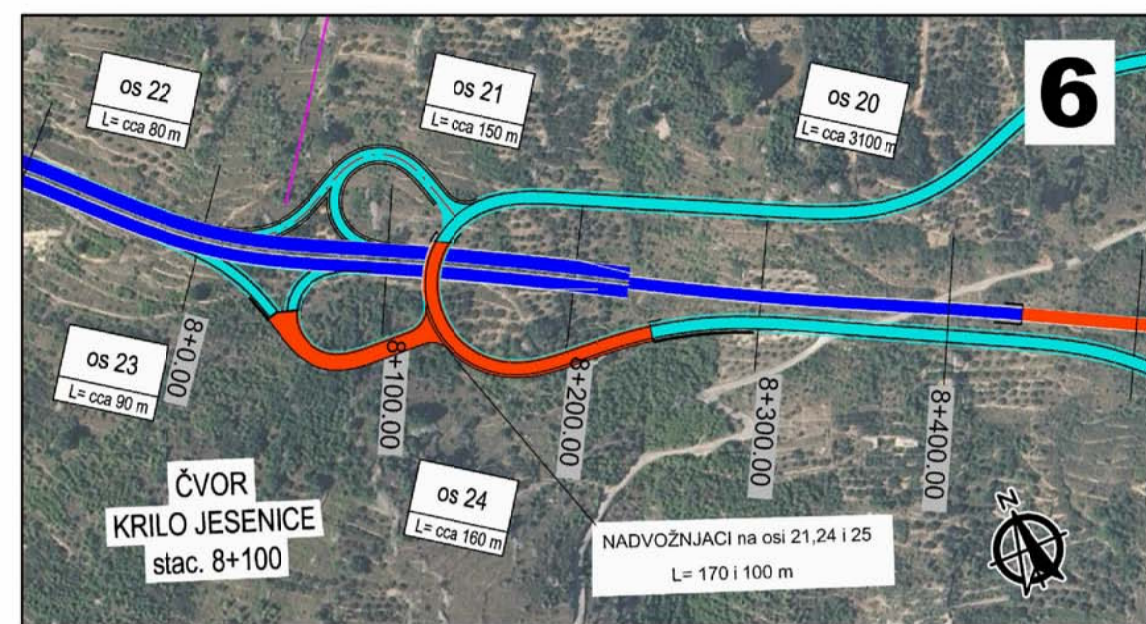 6
os 22
L= cca 80 m
os 21
L= cca 150 m
os 20
L= cca 3100 m
os 23
L= cca 90 m
8+0.00
8+100.00
8+200.00
8+300.00
8+400.00
ČVOR
KRILO JESENICE
stac. 8+100
os 24
L= cca 160 m
NADVOŽNJACI na osi 21,24 i 25
L= 170 i 100 m
N